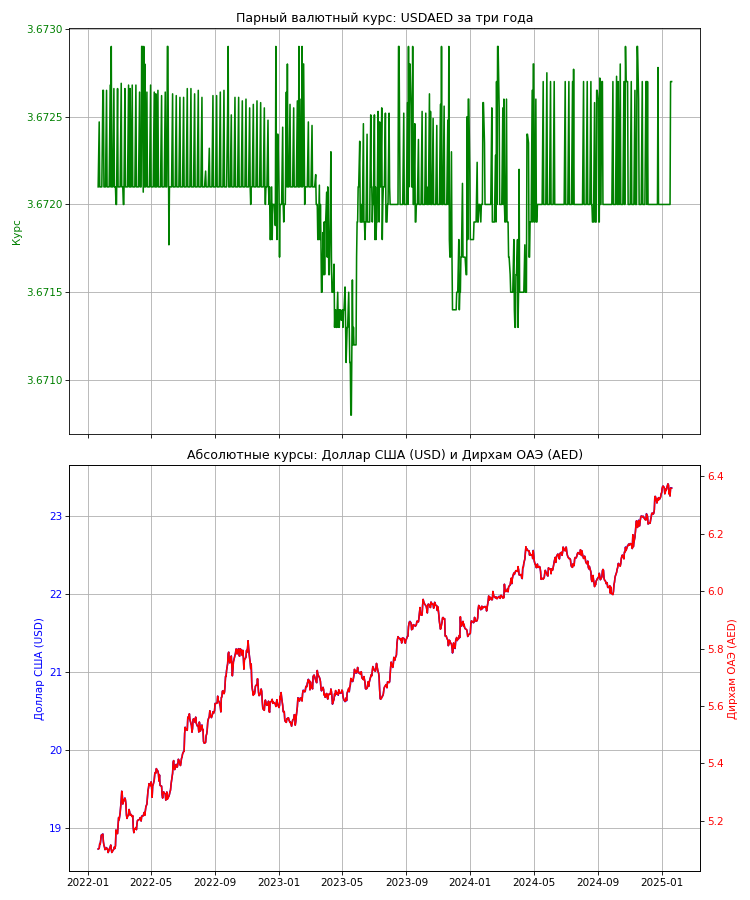 Парный валютный курс: USDAED за три года
3.6730
3.6725
3.6720
3.6715
3.6710
Курс
Абсолютные курсы: Доллар США (USD) и Дирхам ОАЭ (AED)
23
22
21
20
19
Доллар США (USD)
6.4
6.2
6.0
5.8
5.6
5.4
5.2
Дирхам ОАЭ (AED)
2022-01 2022-05 2022-09 2023-01 2023-05 2023-09 2024-01 2024-05 2024-09 2025-01